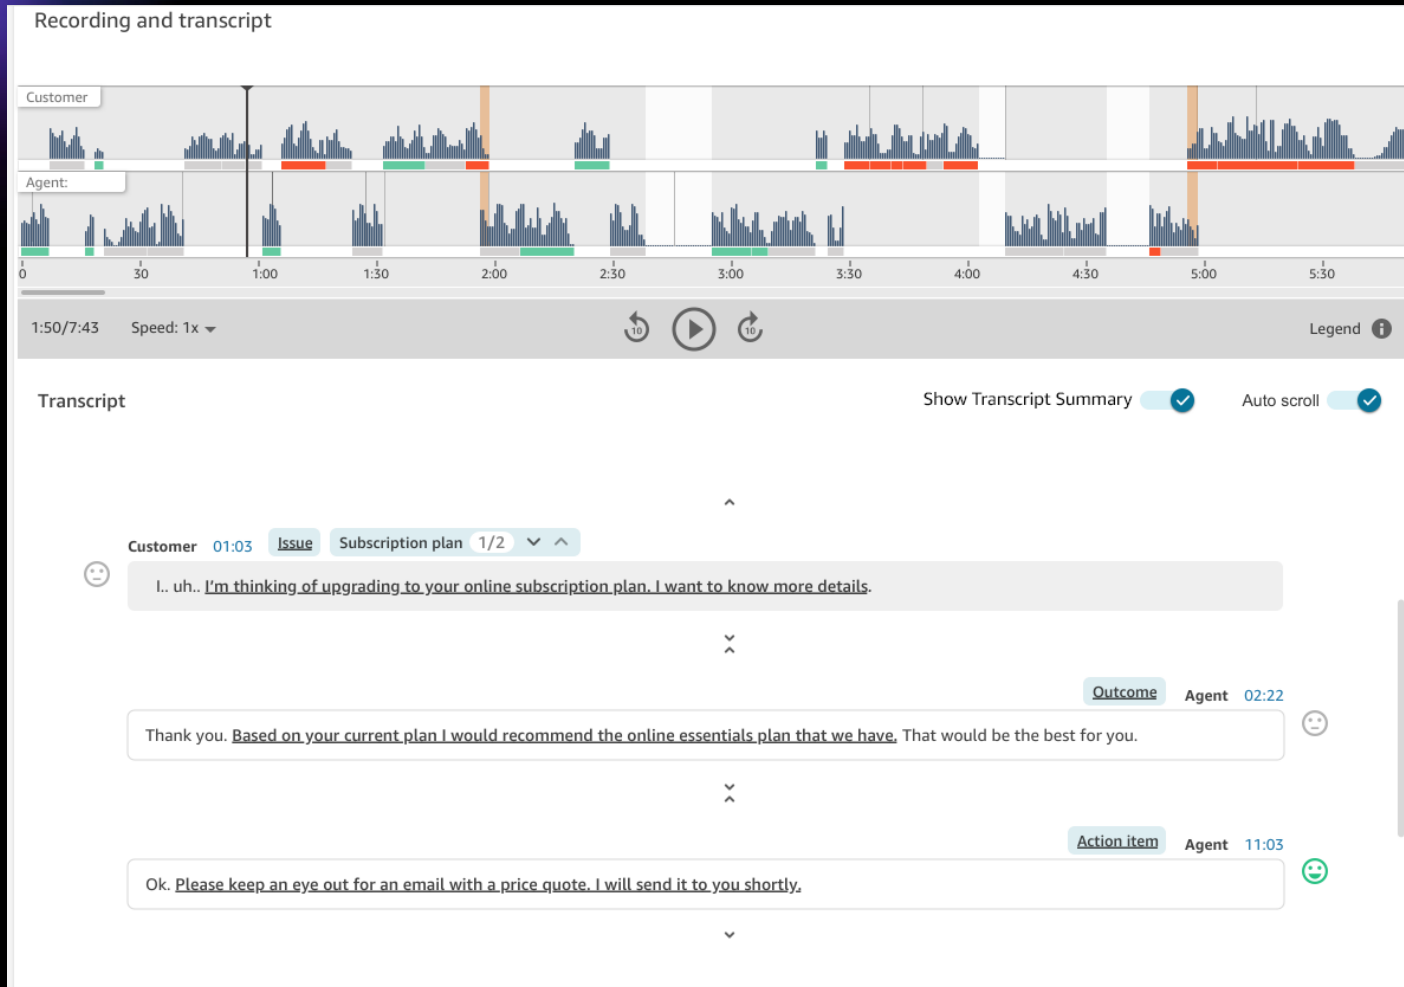 Recording and transcript
Customer
Agent:
0 30 1:00 1:30 2:00 2:30 3:00 3:30 4:00 4:30 5:00 5:30
1:50/7:43 Speed: 1x 10 10 Legend
Transcript Show Transcript Summary Auto scroll
Customer 01:03 Issue Subscription plan 1/2
I.. uh.. I'm thinking of upgrading to your online subscription plan. I want to know more details.
Outcome Agent 02:22
Thank you. Based on your current plan I would recommend the online essentials plan that we have. That would be the best for you.
Action item Agent 11:03
Ok. Please keep an eye out for an email with a price quote. I will send it to you shortly.